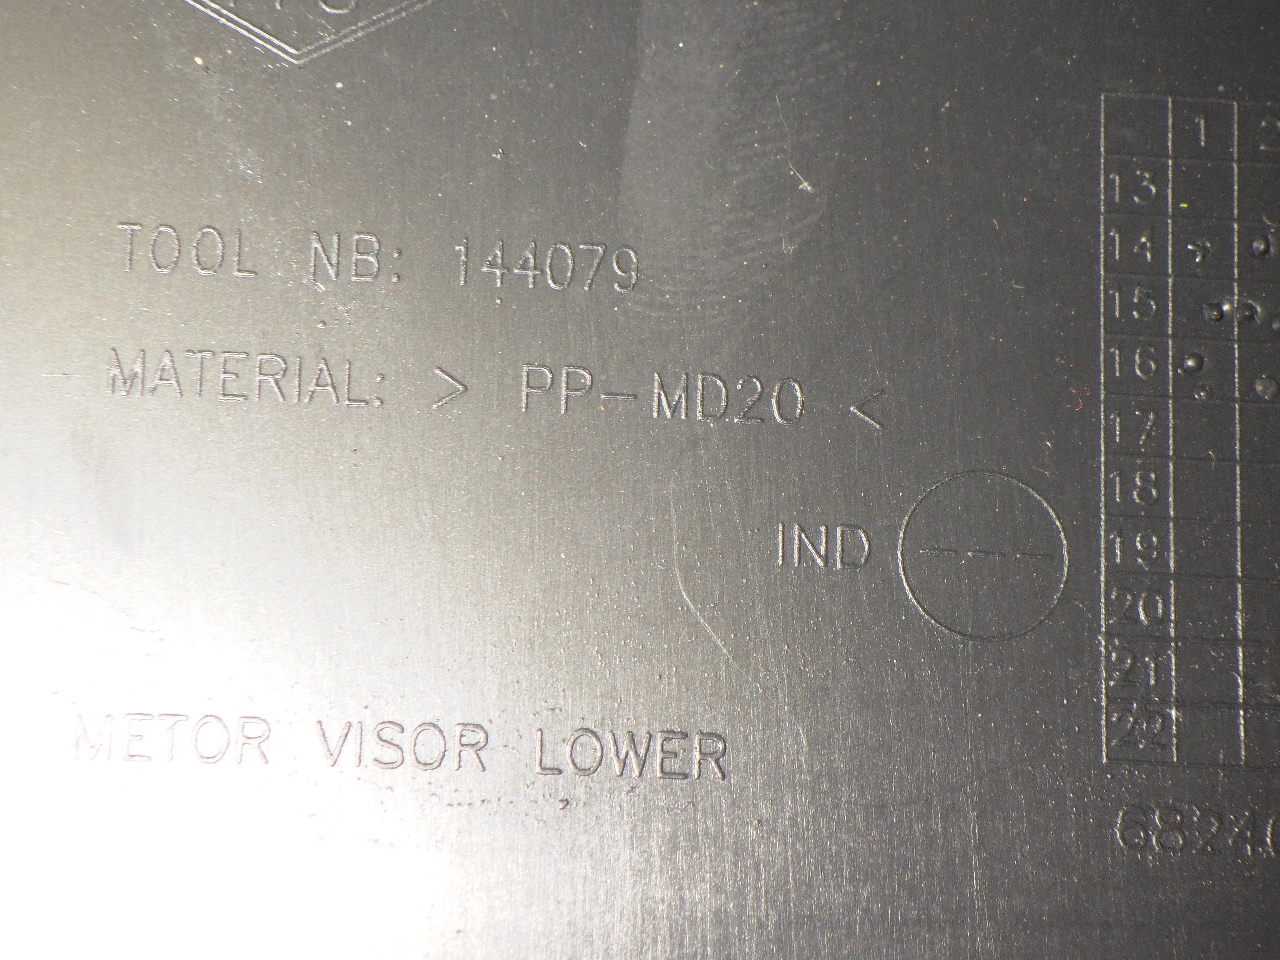 TOOL NB: 144079
MATERIAL: > PP-MD20 <
IND ---
METOR VISOR LOWER
1 2
13
14
15
16
17
18
19
20
21
22